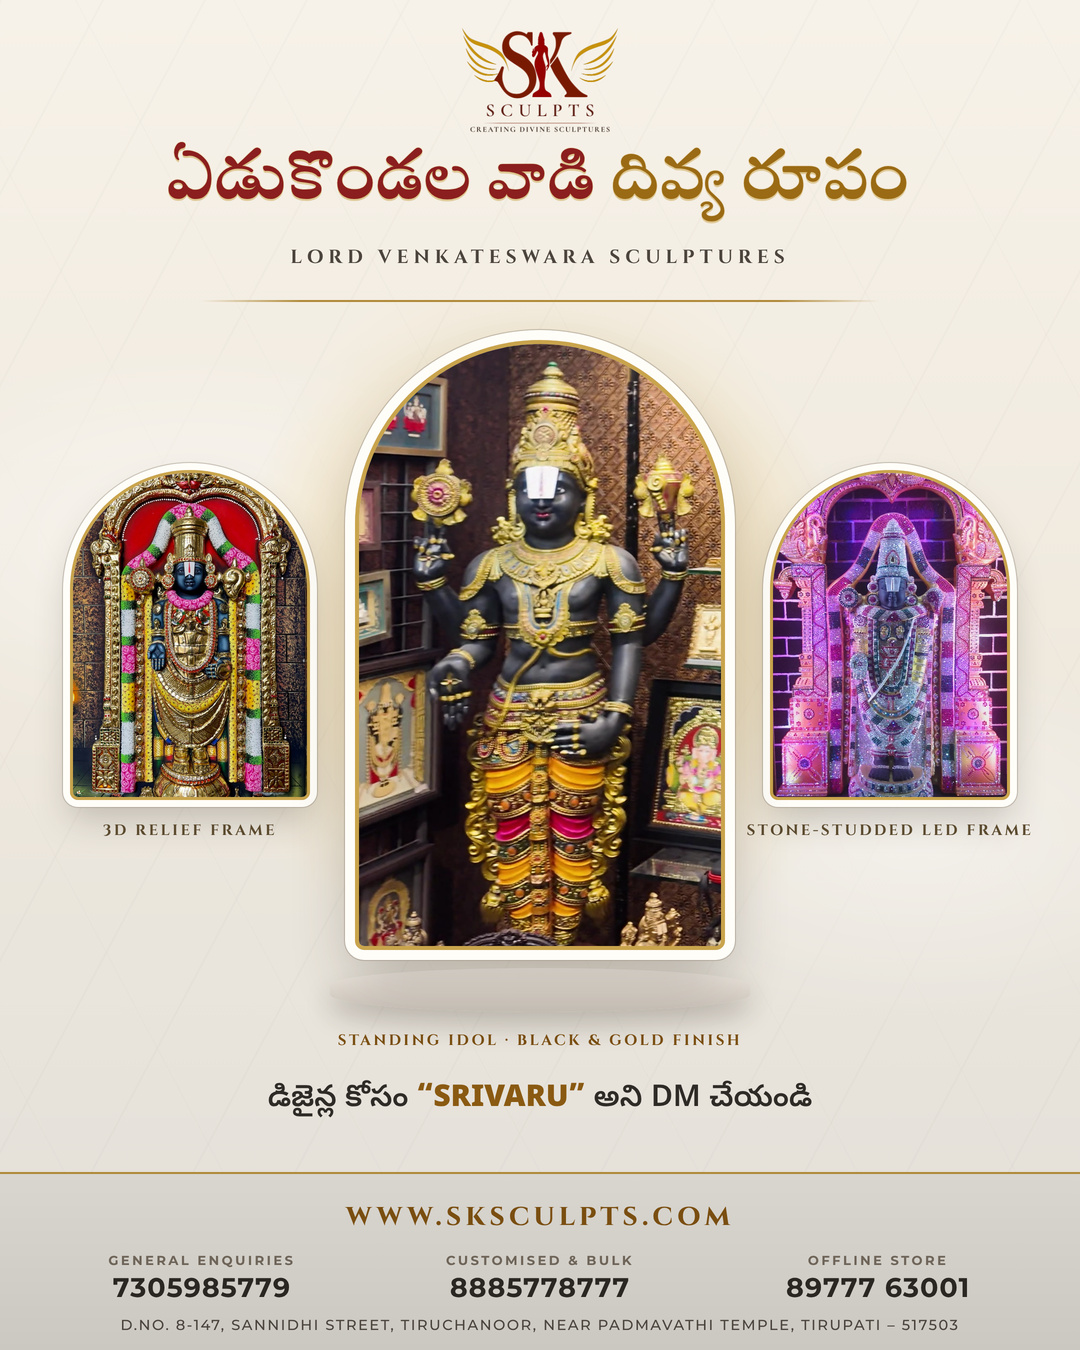 SK
SCULPTS
CREATING DIVINE SCULPTURES
ఏడుకొండల వాడి దివ్య రూపం
LORD VENKATESWARA SCULPTURES
3D RELIEF FRAME
STONE-STUDDED LED FRAME
STANDING IDOL · BLACK & GOLD FINISH
డిజైన్ల కోసం “SRIVARU” అని DM చేయండి
WWW.SKSCULPTS.COM
GENERAL ENQUIRIES
7305985779
CUSTOMISED & BULK
8885778777
OFFLINE STORE
89777 63001
D.NO. 8-147, SANNIDHI STREET, TIRUCHANOOR, NEAR PADMAVATHI TEMPLE, TIRUPATI – 517503